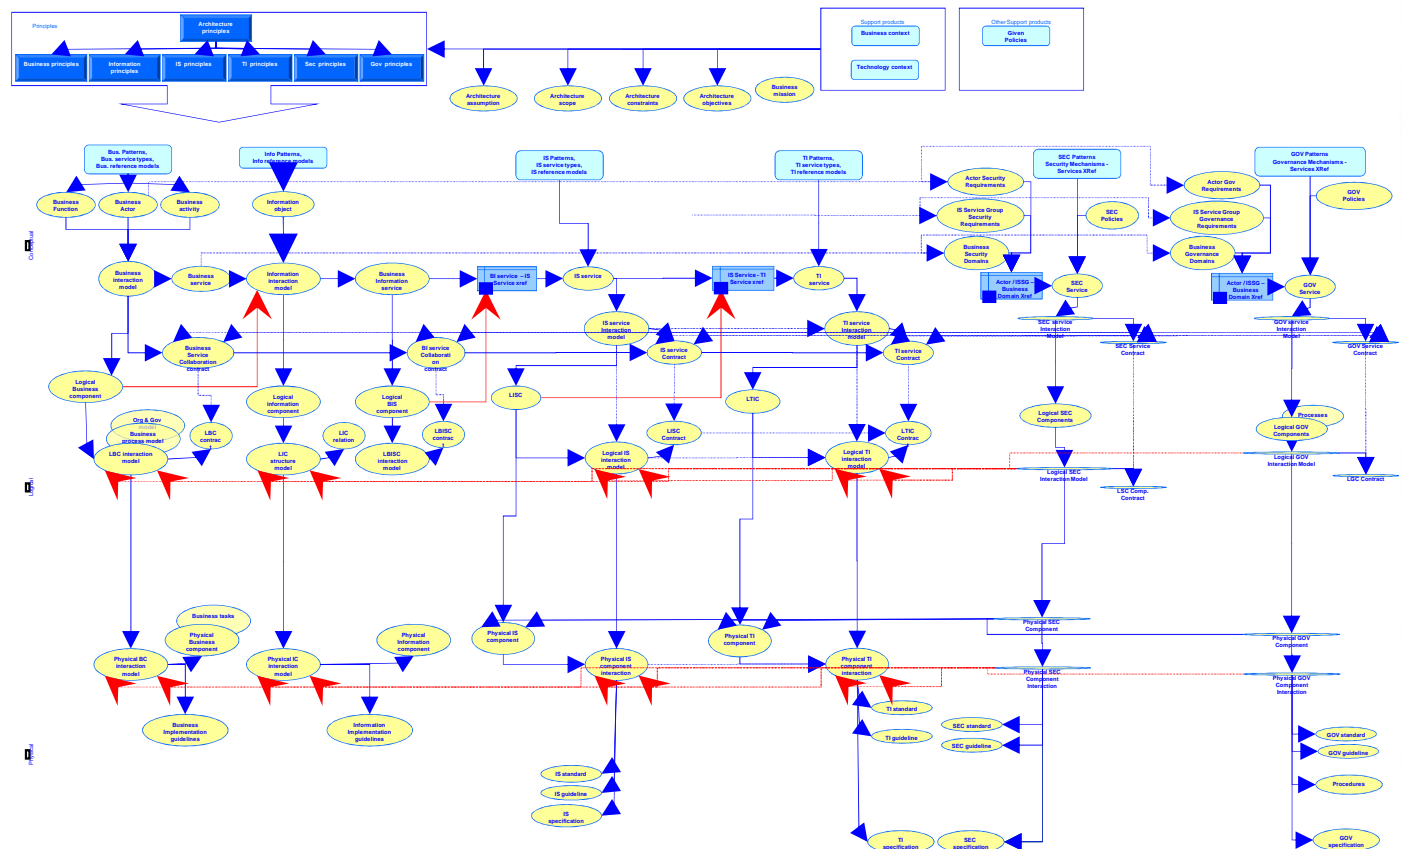 Principles
Architecture
principles
Business principles
Information
principles
IS principles
TI principles
Sec principles
Gov principles
Architecture
assumption
Architecture
scope
Architecture
constraints
Architecture
objectives
Business
mission
Support products
Business context
Technology context
Other Support products
Given
Policies
Bus. Patterns,
Bus. service types,
Bus. reference models
Info Patterns,
Info reference models
IS Patterns,
IS service types,
IS reference models
TI Patterns,
TI service types,
TI reference models
SEC Patterns
Security Mechanisms -
Services XRef
GOV Patterns
Governance Mechanisms -
Services XRef
Business
Function
Business
Actor
Business
activity
Information
object
Actor Security
Requirements
IS Service Group
Security
Requirements
Business
Security
Domains
SEC
Policies
Actor Gov
Requirements
IS Service Group
Governance
Requirements
Business
Governance
Domains
GOV
Policies
Conceptual
Business
interaction
model
Business
service
Information
Interaction
model
Business
Information
service
BI service – IS
Service xref
IS service
IS Service - TI
Service xref
TI
service
Actor / ISSG –
Business
Domain Xref
SEC
Service
Actor / ISSG –
Business
Domain Xref
GOV
Service
IS service
Interaction
model
TI service
Interaction
model
SEC service
Interaction
Model
SEC Service
Contract
GOV service
Interaction
Model
GOV Service
Contract
Business
Service
Collaboration
contract
BI service
Collaborati
on
contract
IS service
Contract
TI service
Contract
Logical
Business
component
Logical
information
component
Logical
BIS
component
LISC
LTIC
Logical SEC
Components
Processes
Logical GOV
Components
Org & Gov
model
Business
process model
LBC interaction
model
LBC
contrac
LIC
structure
model
LIC
relation
LBISC
interaction
model
LBISC
contrac
Logical IS
interaction
model
LISC
Contract
Logical TI
interaction
model
LTIC
Contrac
Logical SEC
Interaction Model
LSC Comp.
Contract
Logical GOV
Interaction Model
LGC Contract
Logical
Business tasks
Physical
Business
component
Physical BC
interaction
model
Physical IC
interaction
model
Physical
Information
component
Physical IS
component
Physical IS
component
interaction
Physical TI
component
Physical TI
component
interaction
Physical SEC
Component
Physical SEC
Component
Interaction
Physical GOV
Component
Physical GOV
Component
Interaction
Business
Implementation
guidelines
Information
Implementation
guidelines
TI standard
TI guideline
SEC standard
SEC guideline
GOV standard
GOV guideline
Physical
IS standard
IS guideline
IS
specification
Procedures
TI
specification
SEC
specification
GOV
specification